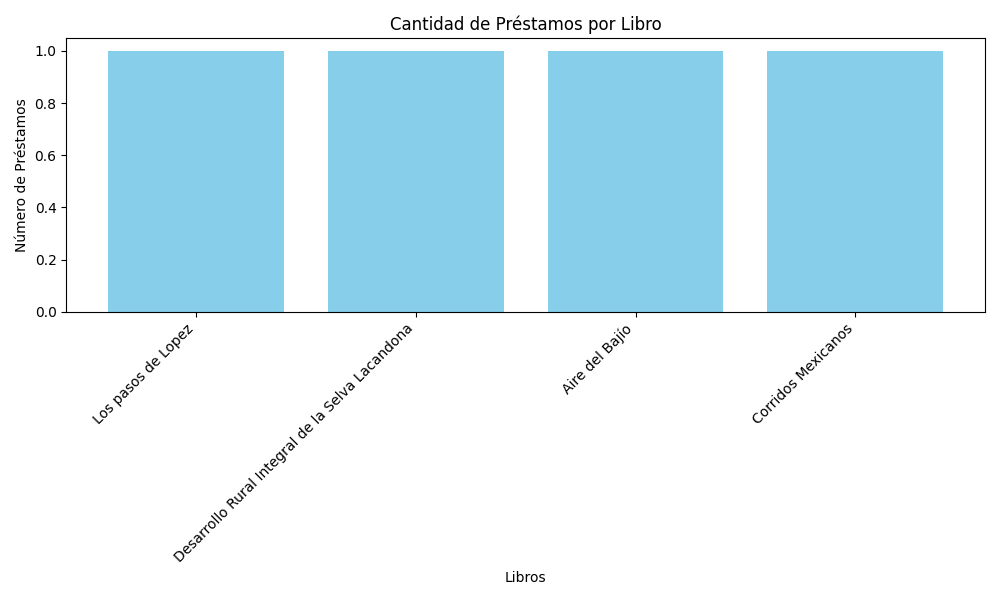 Cantidad de Préstamos por Libro
Número de Préstamos
1.0
0.8
0.6
0.4
0.2
0.0
Los pasos de Lopez
Desarrollo Rural Integral de la Selva Lacandona
Aire del Bajío
Corridos Mexicanos
Libros